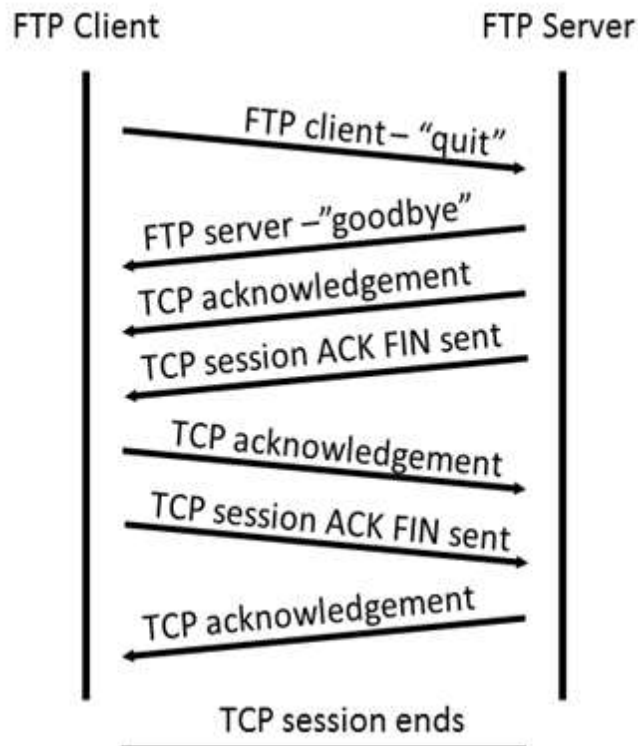 FTP Client
FTP Server
FTP client – “quit”
FTP server –”goodbye”
TCP acknowledgement
TCP session ACK FIN sent
TCP acknowledgement
TCP session ACK FIN sent
TCP acknowledgement
TCP session ends